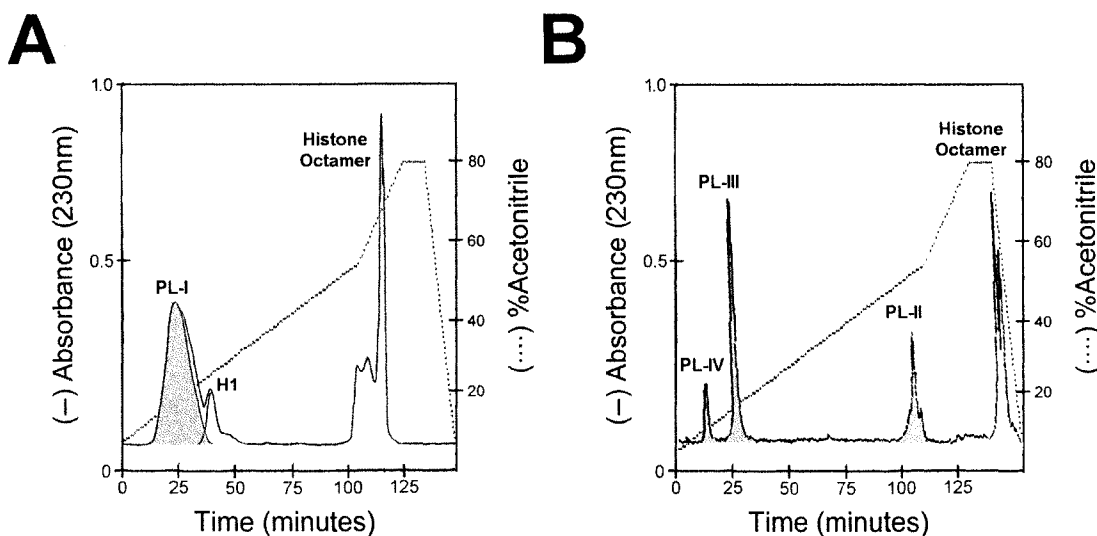 A
1.0
0.5
0
(–) Absorbance (230nm)
PL-I
H1
Histone
Octamer
80
60
40
20
(....) %Acetonitrile
0 25 50 75 100 125
Time (minutes)
B
1.0
0.5
0
(–) Absorbance (230nm)
PL-IV
PL-III
PL-II
Histone
Octamer
80
60
40
20
(....) %Acetonitrile
0 25 50 75 100 125
Time (minutes)